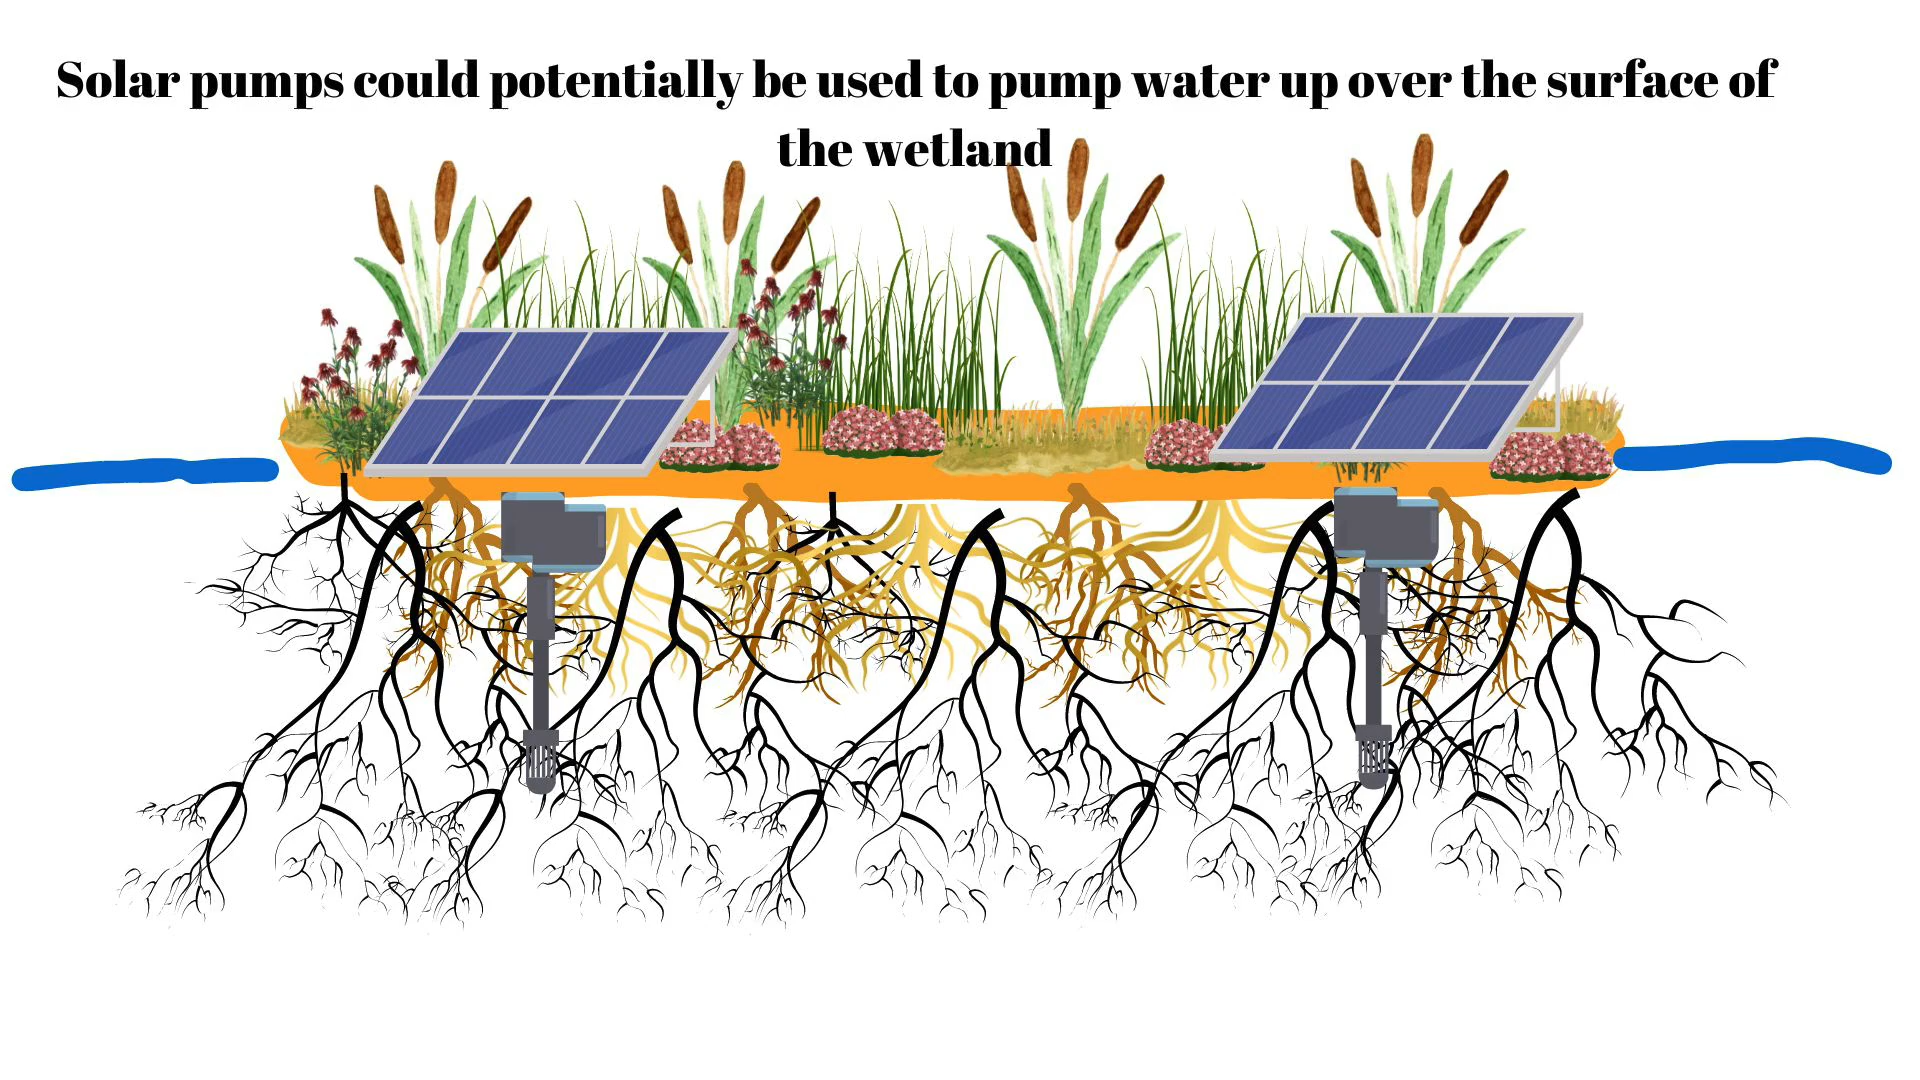 Solar pumps could potentially be used to pump water up over the surface of
the wetland